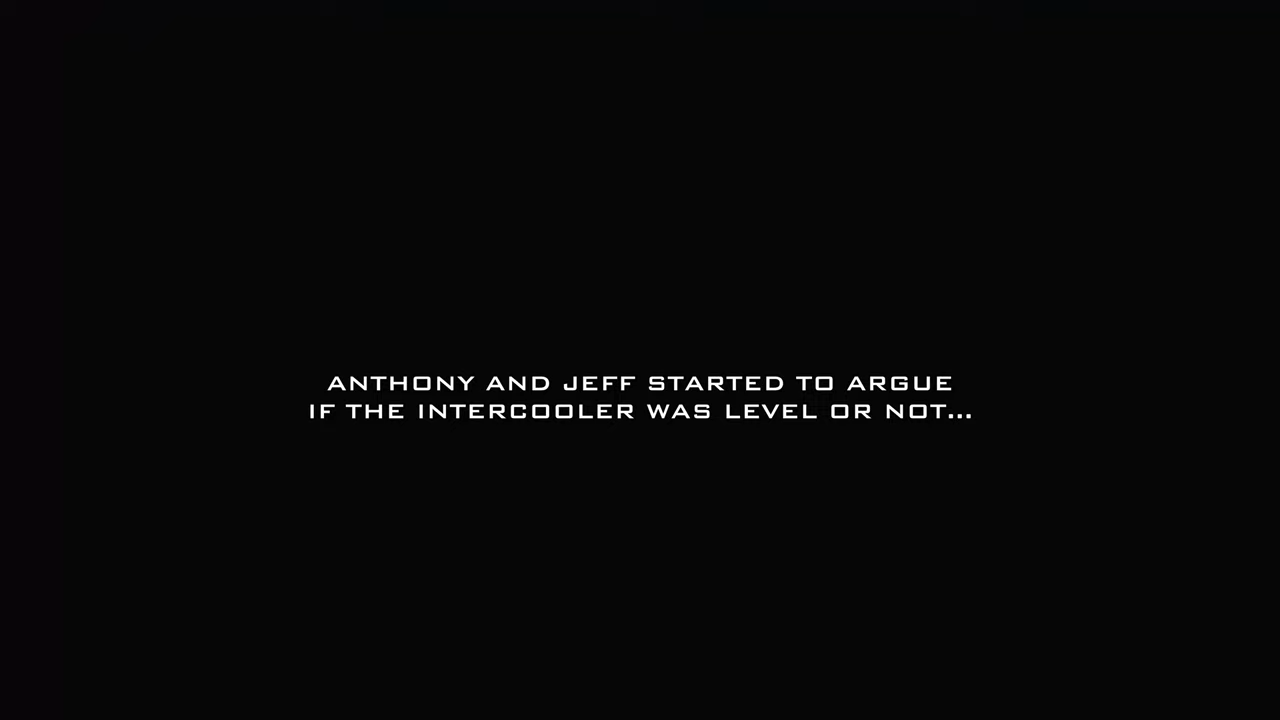 ANTHONY AND JEFF STARTED TO ARGUE
IF THE INTERCOOLER WAS LEVEL OR NOT...